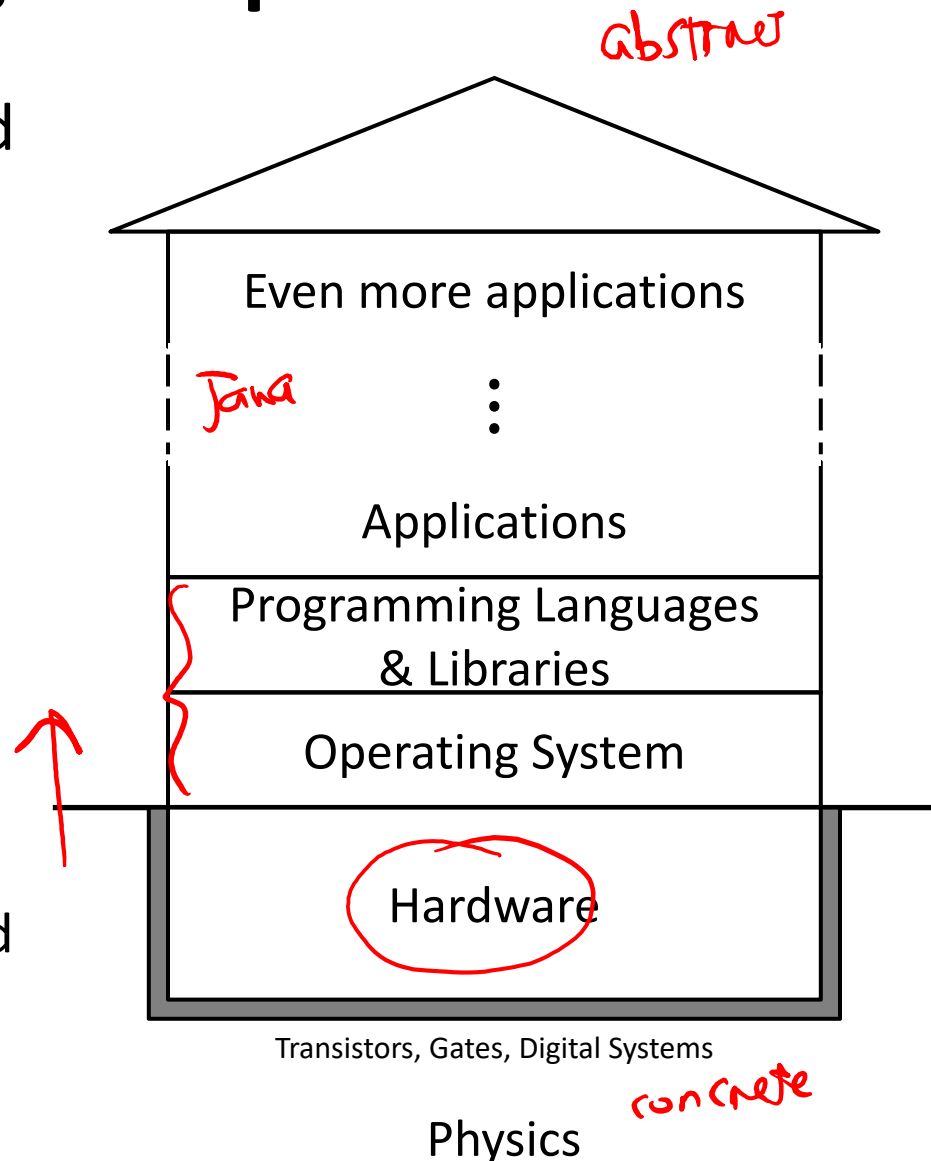 abstract
d
Even more applications
Java
⋮
Applications
Programming Languages
& Libraries
Operating System
Hardware
d
Transistors, Gates, Digital Systems
concrete
Physics